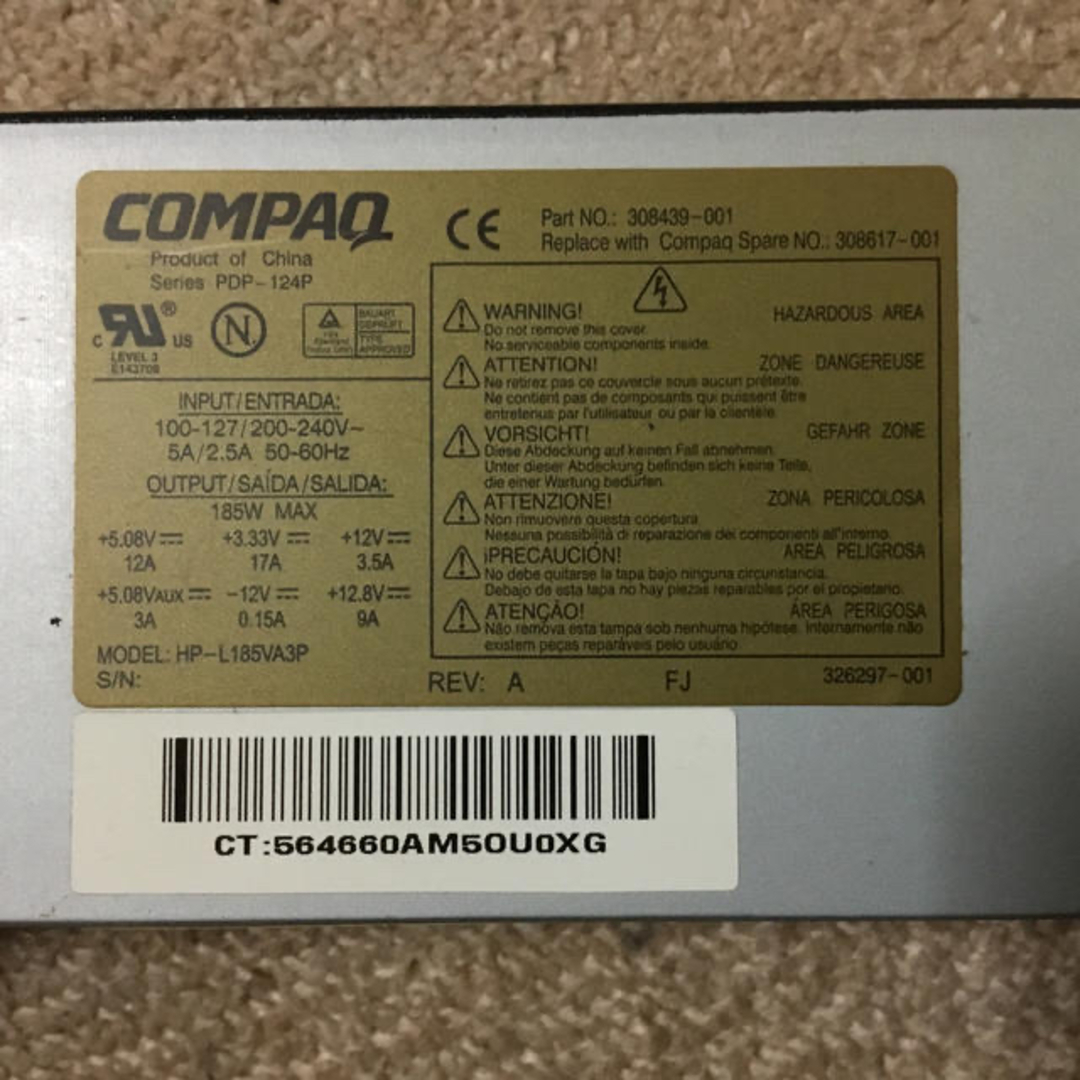 COMPAQ
Product of China
Series PDP-124P
CE
Part NO.: 308439-001
Replace with Compaq Spare NO.: 308617-001
C UL US
LEVEL 3
E143709
N
BAUART
GEPRUFT
TYPE
APPROVED
INPUT/ENTRADA:
100-127/200-240V~
5A/2.5A 50-60Hz
OUTPUT/SAÍDA/SALIDA:
185W MAX
+5.08V +3.33V +12V
12A 17A 3.5A
+5.08VAUX -12V +12.8V
3A 0.15A 9A
MODEL: HP-L185VA3P
S/N:
WARNING! HAZARDOUS AREA
Do not remove this cover.
No serviceable components inside.
ATTENTION! ZONE DANGEREUSE
Ne retirez pas ce couvercle sous aucun prétexte.
Ne contient pas de composants qui puissent être
entretenus par l'utilisateur ou par la clientèle.
VORSICHT! GEFAHR ZONE
Diese Abdeckung auf keinen Fall abnehmen.
Unter dieser Abdeckung befinden sich keine Teile,
die einer Wartung bedürfen.
ATTENZIONE! ZONA PERICOLOSA
Non rimuovere questa copertura.
Nessuna possibilità di reparazione dei componenti all'interno.
¡PRECAUCIÓN! AREA PELIGROSA
No debe quitarse la tapa bajo ninguna circunstancia.
Debajo de esta tapa no hay piezas reparables por el propietario.
ATENÇÃO! ÁREA PERIGOSA
Não remova esta tampa sob nenhuma hipótese. Internamente não
existem peças reparáveis pelo usuário.
REV: A FJ 326297-001
CT:564660AM5OU0XG